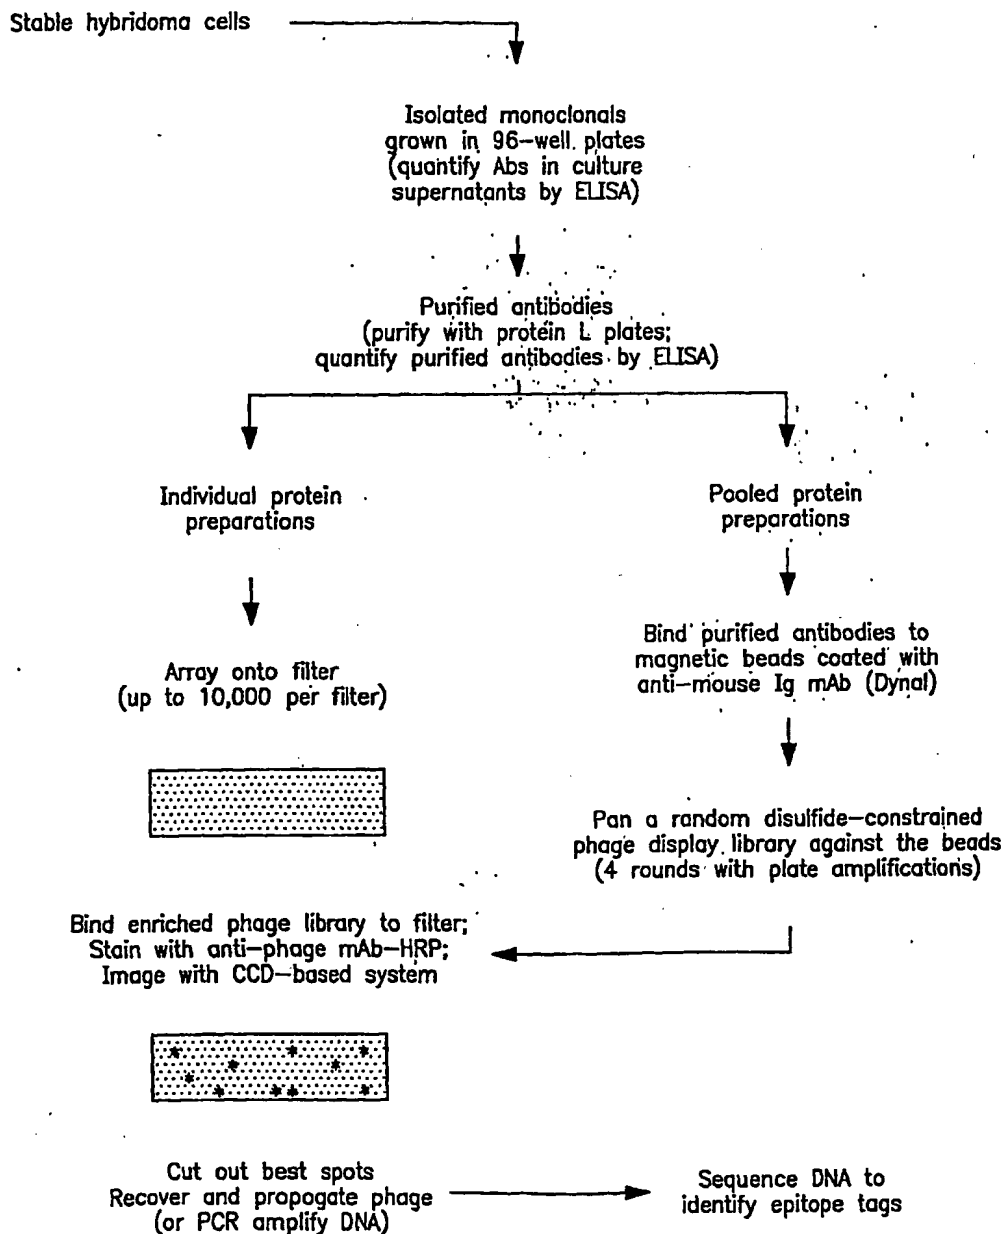 Stable hybridoma cells
Isolated monoclonals
grown in 96-well plates
(quantify Abs in culture
supernatants by ELISA)
Purified antibodies
(purify with protein L plates;
quantify purified antibodies by ELISA)
Individual protein
preparations
Pooled protein
preparations
Array onto filter
(up to 10,000 per filter)
Bind purified antibodies to
magnetic beads coated with
anti-mouse Ig mAb (Dynal)
Pan a random disulfide-constrained
phage display library against the beads
(4 rounds with plate amplifications)
Bind enriched phage library to filter;
Stain with anti-phage mAb-HRP;
Image with CCD-based system
Cut out best spots
Recover and propogate phage
(or PCR amplify DNA)
Sequence DNA to
identify epitope tags